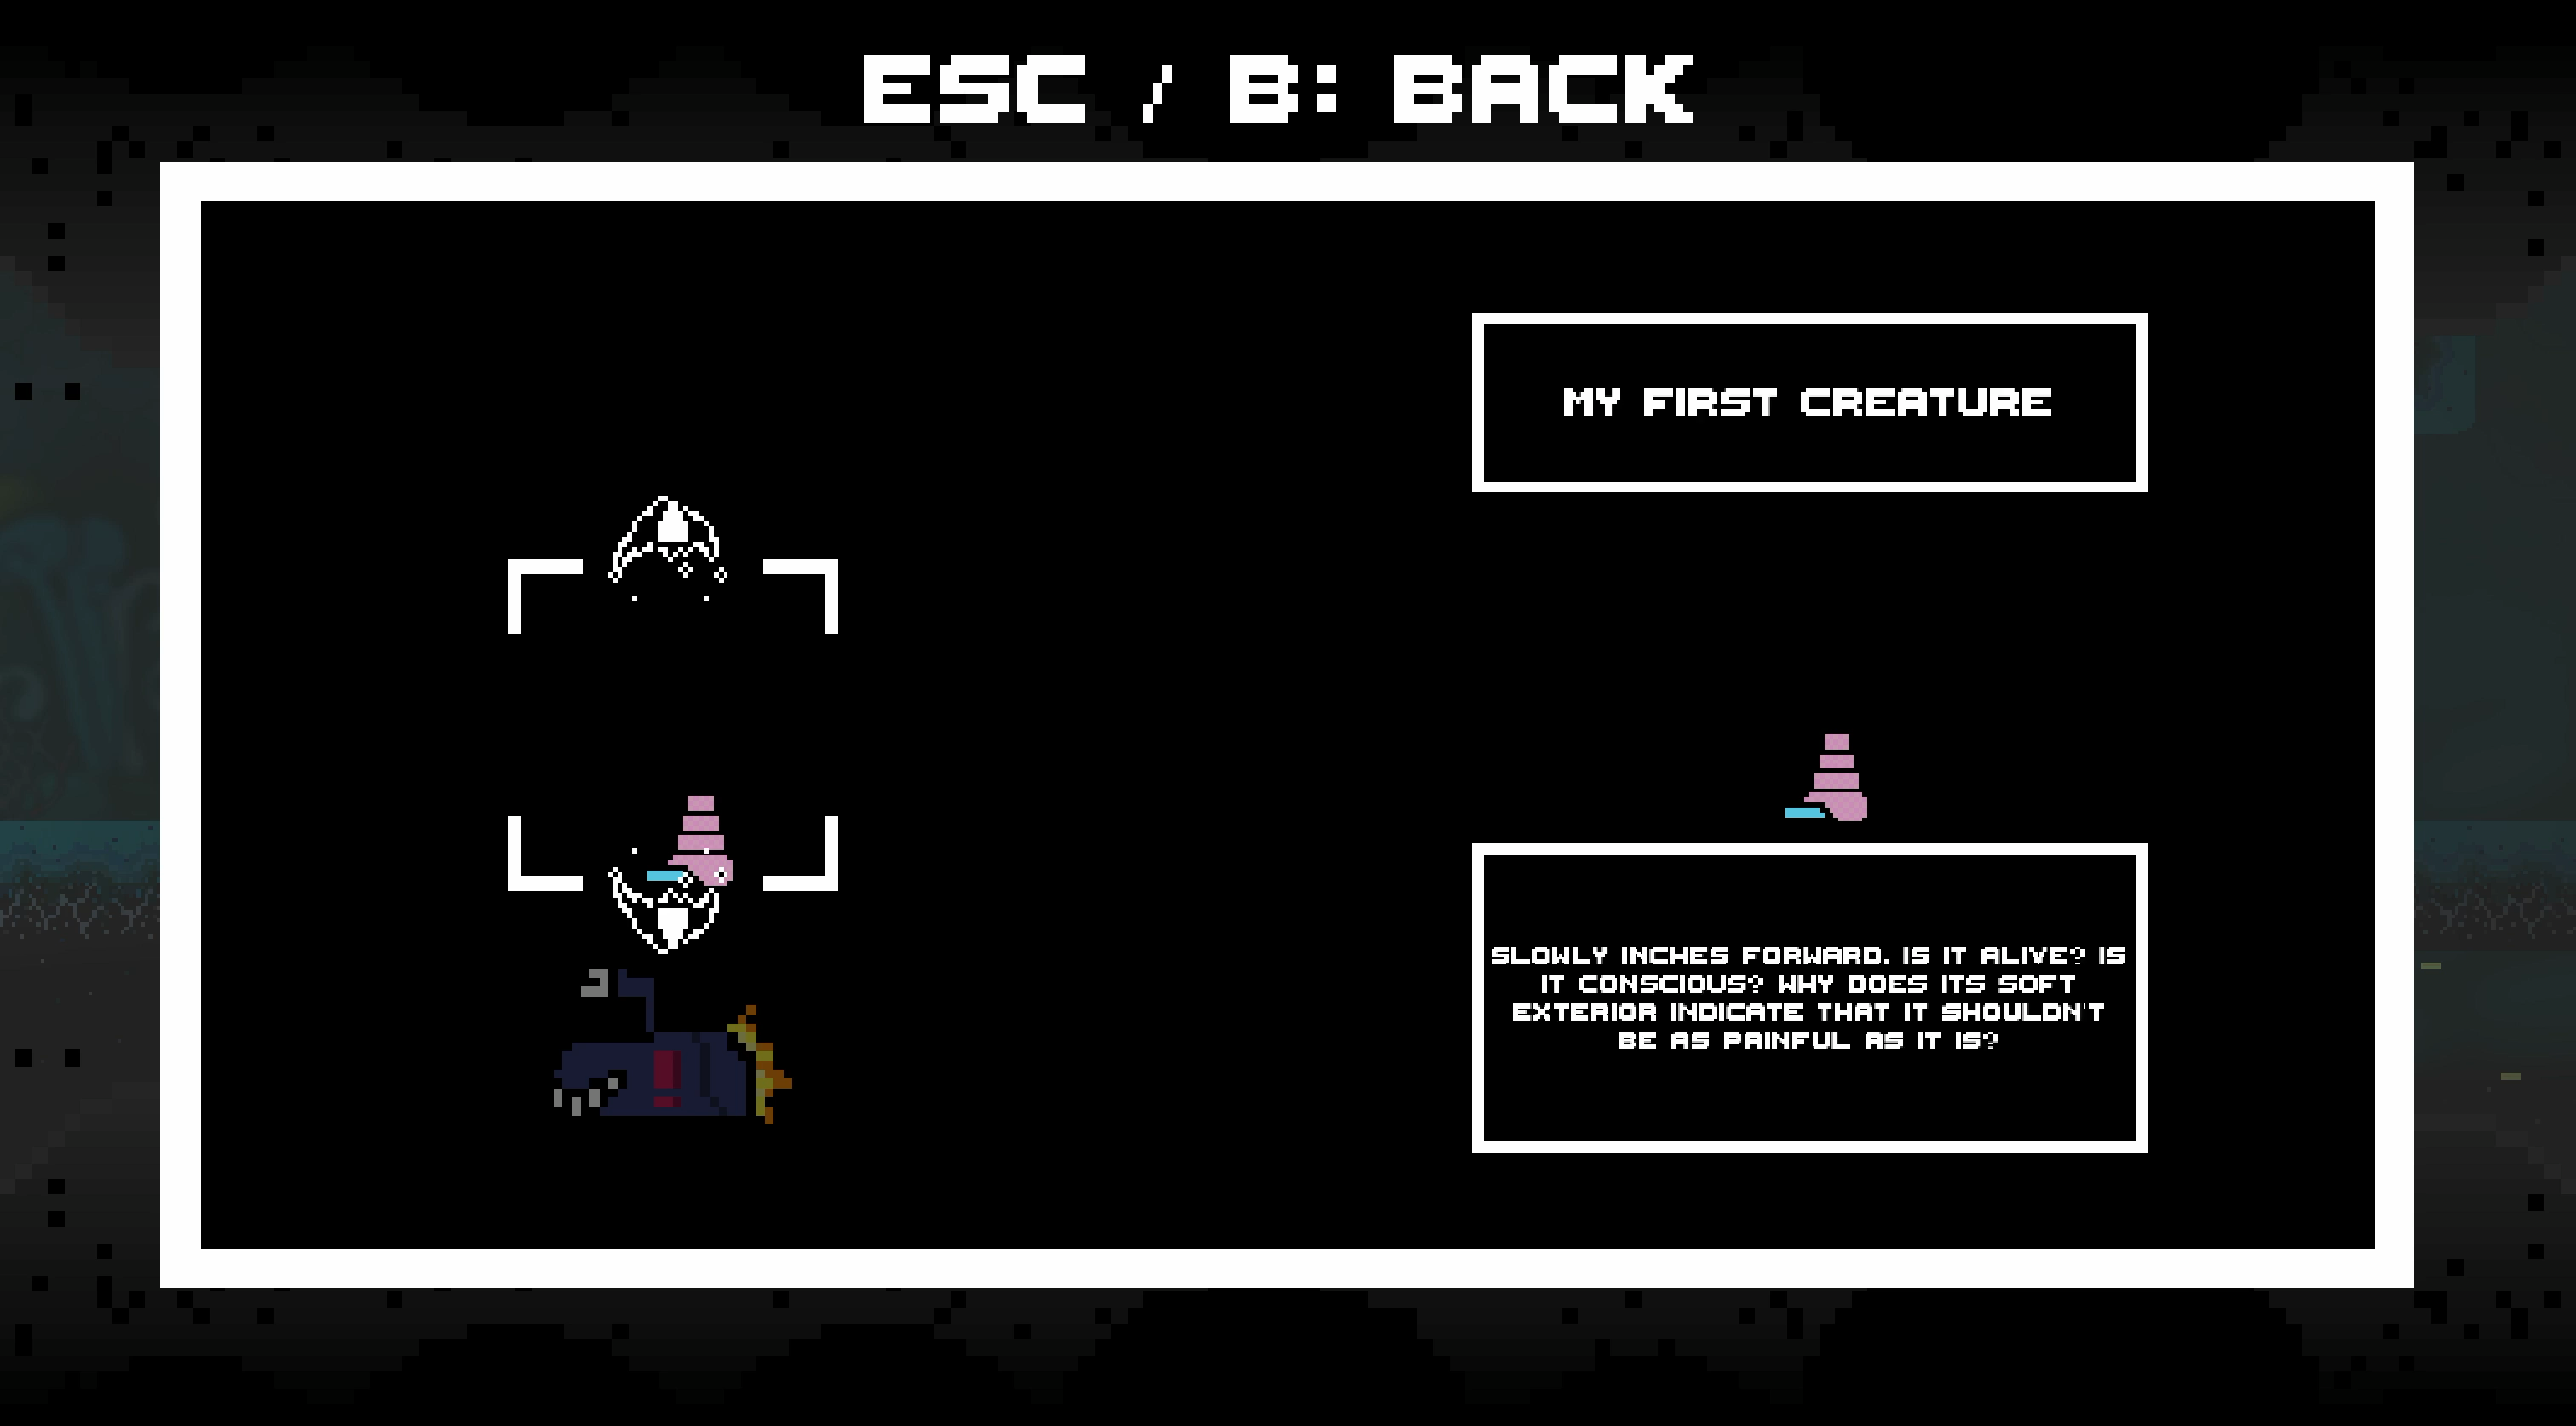 ESC / B: BACK
MY FIRST CREATURE
SLOWLY INCHES FORWARD. IS IT ALIVE? IS
IT CONSCIOUS? WHY DOES ITS SOFT
EXTERIOR INDICATE THAT IT SHOULDN'T
BE AS PAINFUL AS IT IS?